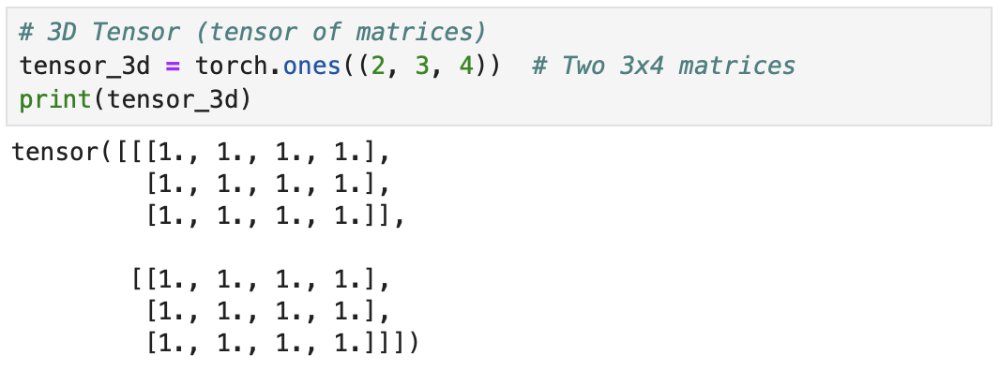 # 3D Tensor (tensor of matrices)
tensor_3d = torch.ones((2, 3, 4))  # Two 3x4 matrices
print(tensor_3d)
tensor([[[1., 1., 1., 1.],
         [1., 1., 1., 1.],
         [1., 1., 1., 1.]],

        [[1., 1., 1., 1.],
         [1., 1., 1., 1.],
         [1., 1., 1., 1.]]])